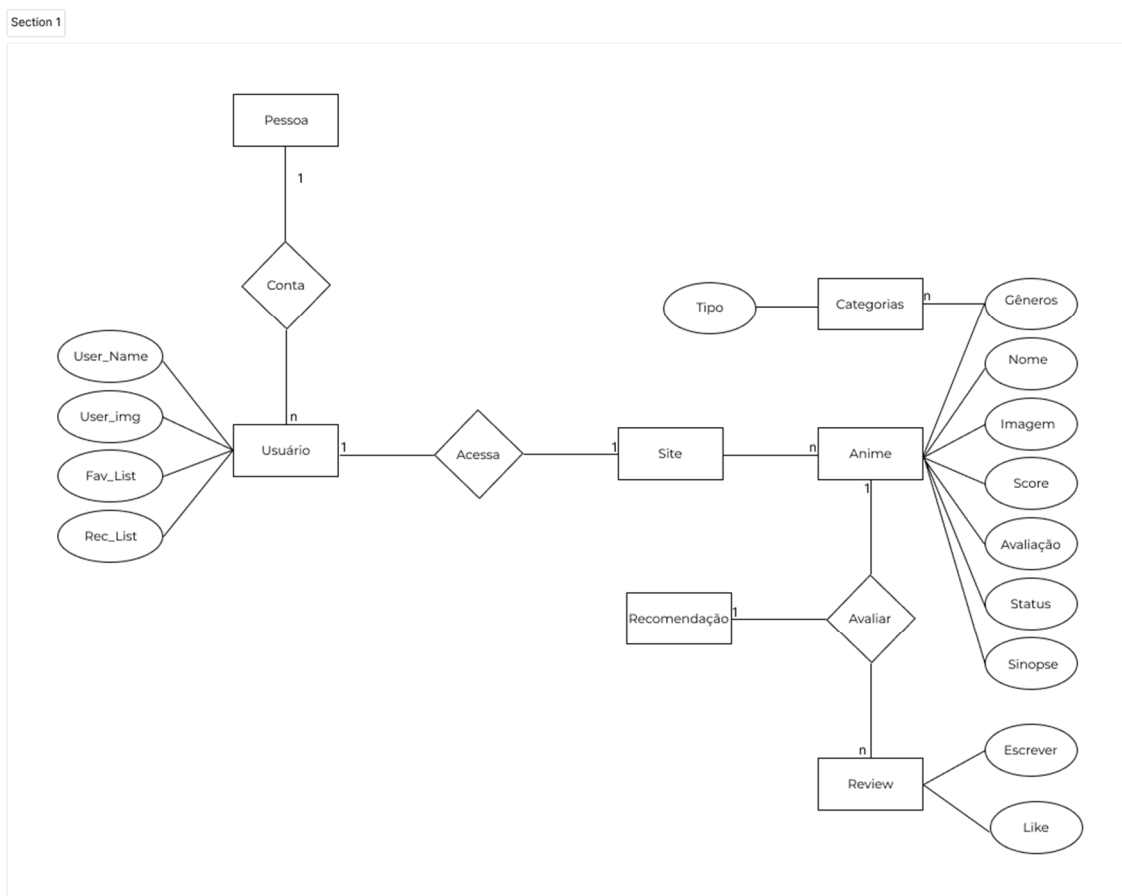 Section 1
Pessoa
1
Conta
n
User_Name
User_img
Fav_List
Rec_List
Usuário
1
Acessa
1
Site
n
Anime
Tipo
Categorias
n
Gêneros
Nome
Imagem
Score
Avaliação
Status
Sinopse
1
Recomendação
1
Avaliar
n
Review
Escrever
Like